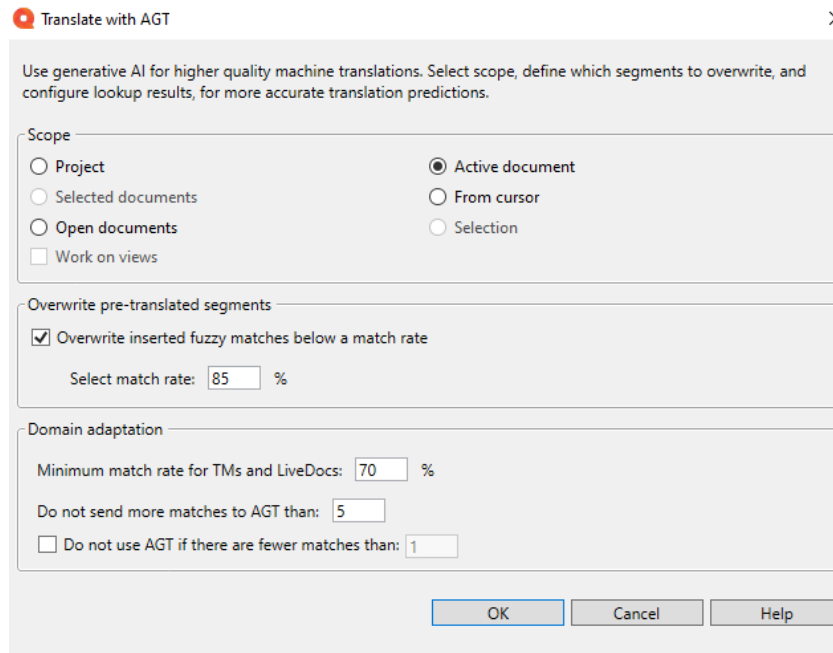 Translate with AGT
Use generative AI for higher quality machine translations. Select scope, define which segments to overwrite, and
configure lookup results, for more accurate translation predictions.
Scope
Project
Active document
Selected documents
From cursor
Open documents
Selection
Work on views
Overwrite pre-translated segments
Overwrite inserted fuzzy matches below a match rate
Select match rate: 85 %
Domain adaptation
Minimum match rate for TMs and LiveDocs: 70 %
Do not send more matches to AGT than: 5
Do not use AGT if there are fewer matches than: 1
OK Cancel Help